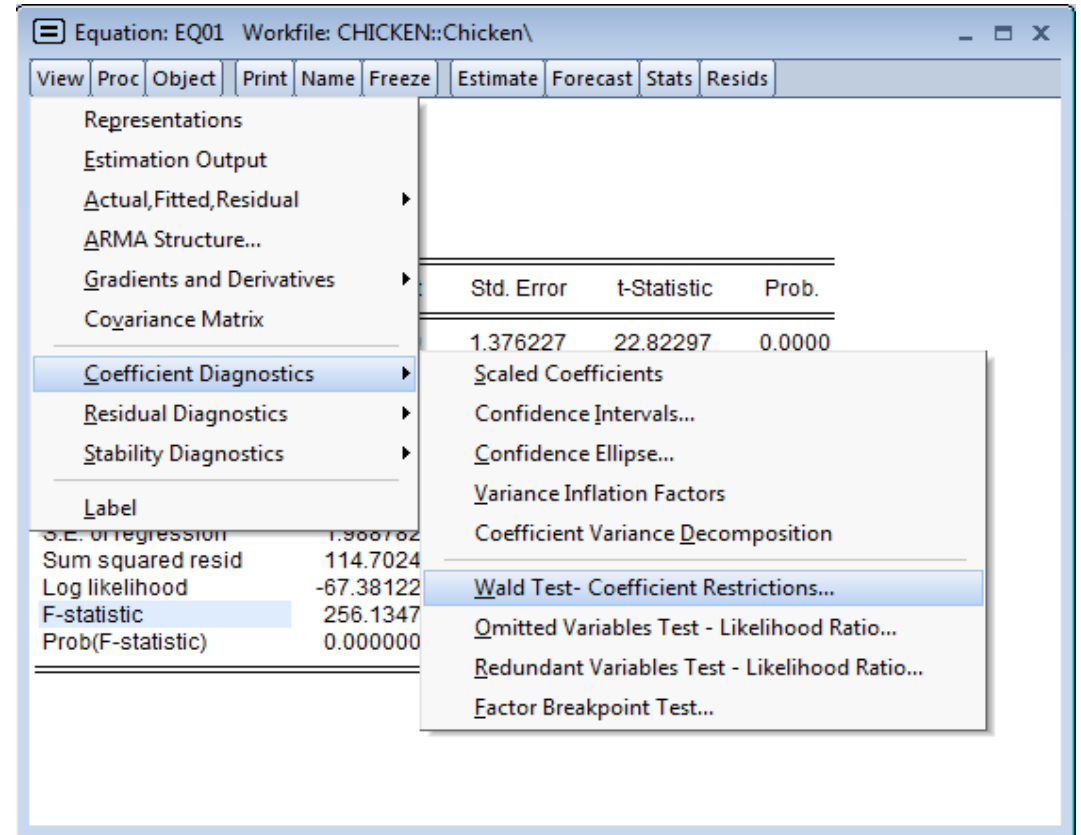 Equation: EQ01 Workfile: CHICKEN::Chicken\
View Proc Object Print Name Freeze Estimate Forecast Stats Resids
Representations
Estimation Output
Actual,Fitted,Residual
ARMA Structure...
Gradients and Derivatives
Covariance Matrix
Coefficient Diagnostics
Residual Diagnostics
Stability Diagnostics
Label
Std. Error t-Statistic Prob.
1.376227 22.82297 0.0000
Scaled Coefficients
Confidence Intervals...
Confidence Ellipse...
Variance Inflation Factors
Coefficient Variance Decomposition
Wald Test- Coefficient Restrictions...
Omitted Variables Test - Likelihood Ratio...
Redundant Variables Test - Likelihood Ratio...
Factor Breakpoint Test...
S.E. of regression 1.988782
Sum squared resid 114.7024
Log likelihood -67.38122
F-statistic 256.1347
Prob(F-statistic) 0.000000